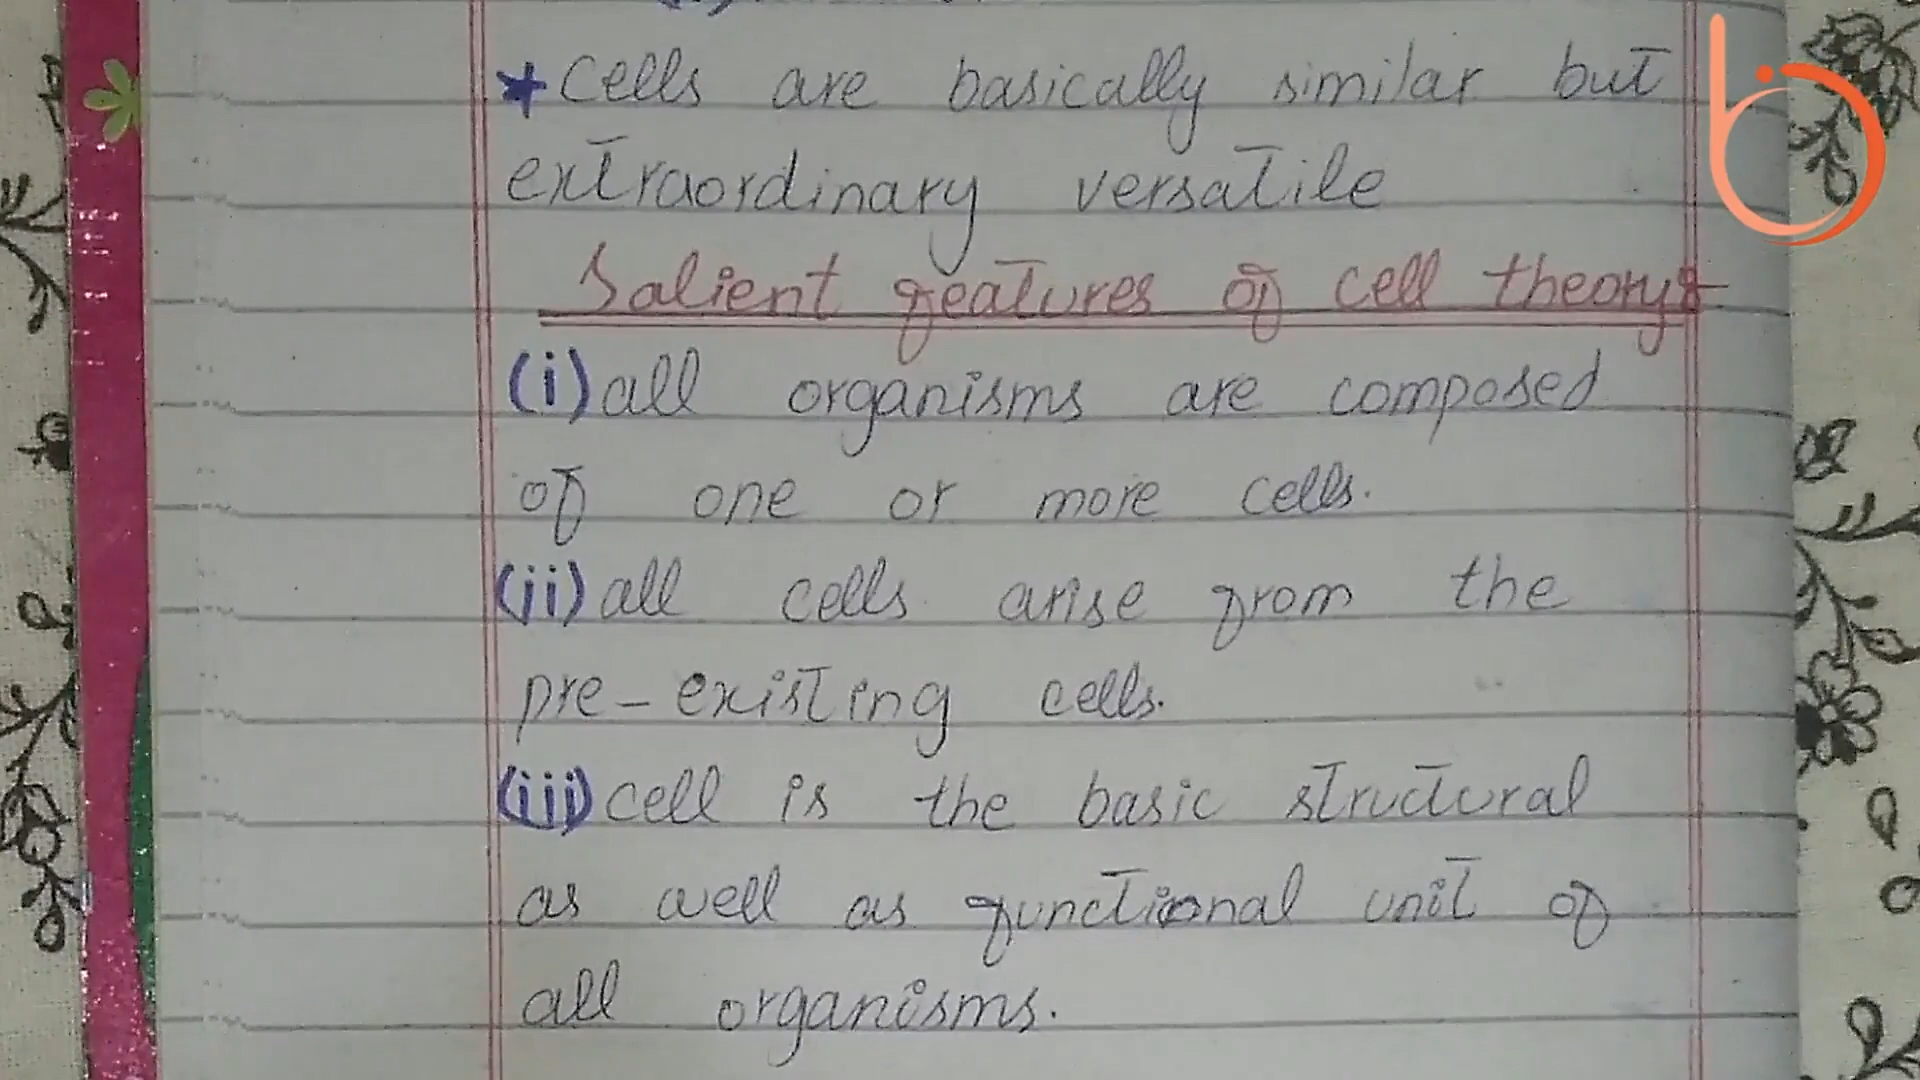 * Cells are basically similar but
extraordinary versatile
Salient features of cell theory:-
(i) all organisms are composed
of one or more cells.
(ii) all cells arise from the
pre-existing cells.
(iii) cell is the basic structural
as well as functional unit of
all organisms.